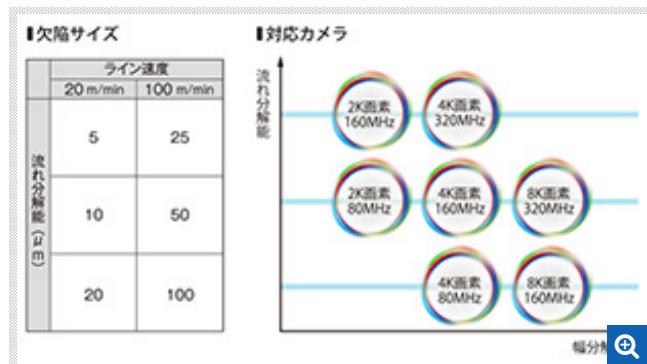 ▮欠陥サイズ
ライン速度
20 m/min 100 m/min
流れ分解能（μm）
5 25
10 50
20 100
▮対応カメラ
流れ分解能
2K画素
160MHz
4K画素
320MHz
2K画素
80MHz
4K画素
160MHz
8K画素
320MHz
4K画素
80MHz
8K画素
160MHz
幅分解